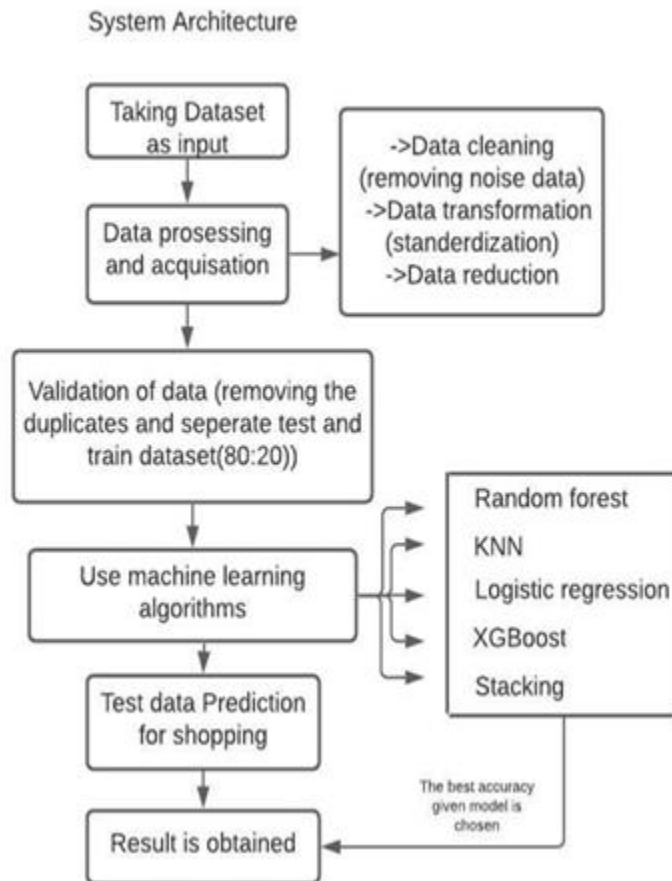 System Architecture
Taking Dataset
as input
->Data cleaning
(removing noise data)
->Data transformation
(standerdization)
->Data reduction
Data prosessing
and acquisation
Validation of data (removing the
duplicates and seperate test and
train dataset(80:20))
Use machine learning
algorithms
Random forest
KNN
Logistic regression
XGBoost
Stacking
Test data Prediction
for shopping
The best accuracy
given model is
chosen
Result is obtained